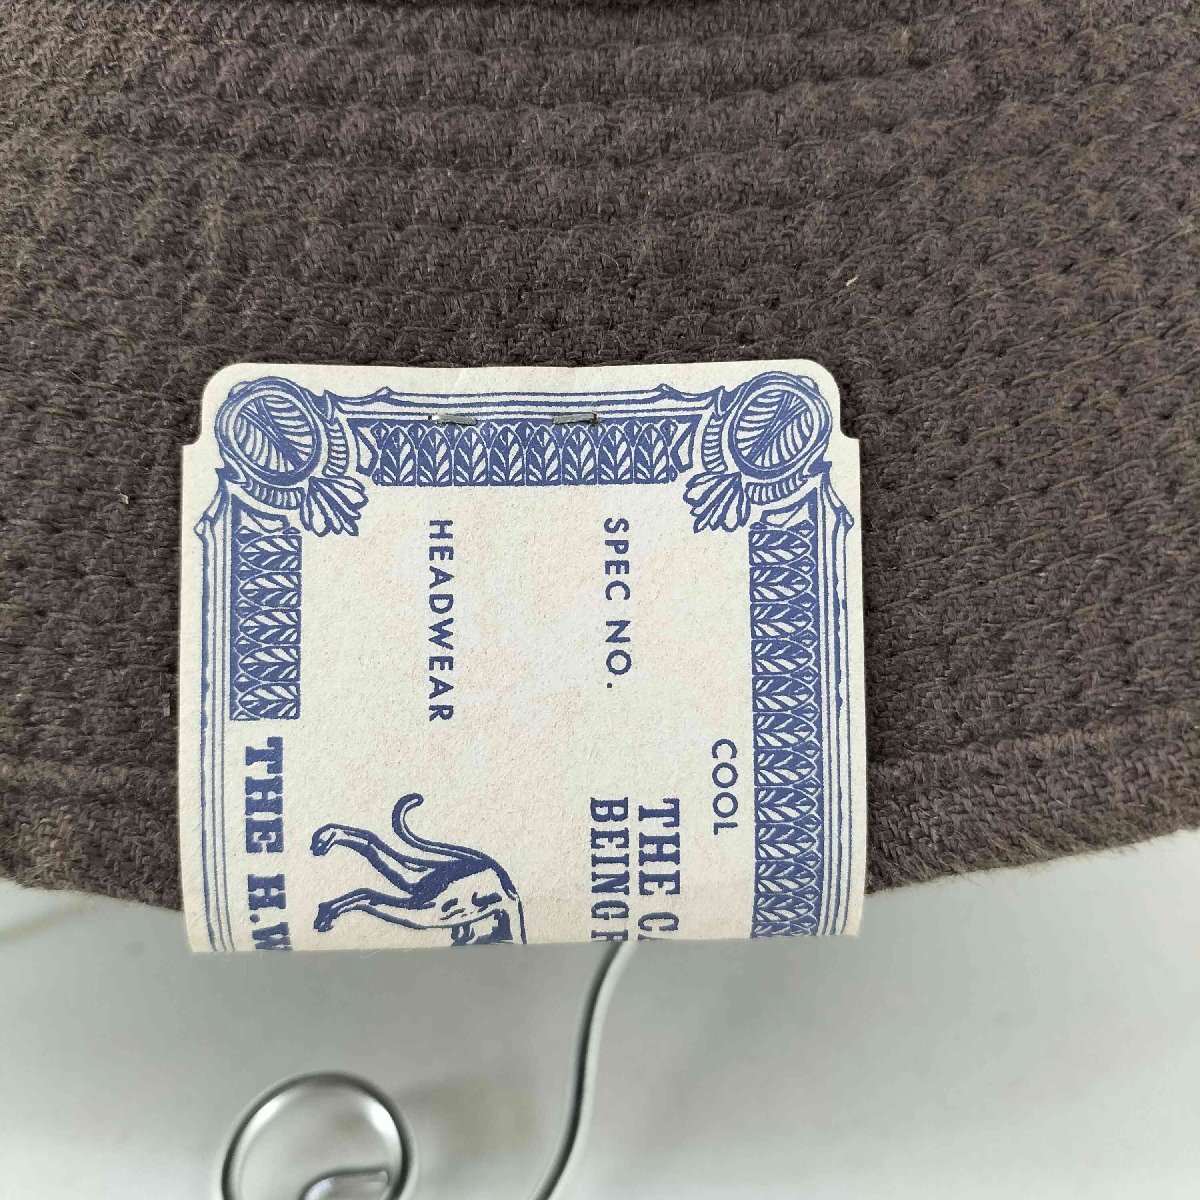 COOL
THE
BEING
SPEC NO.
HEADWEAR
THE H.W